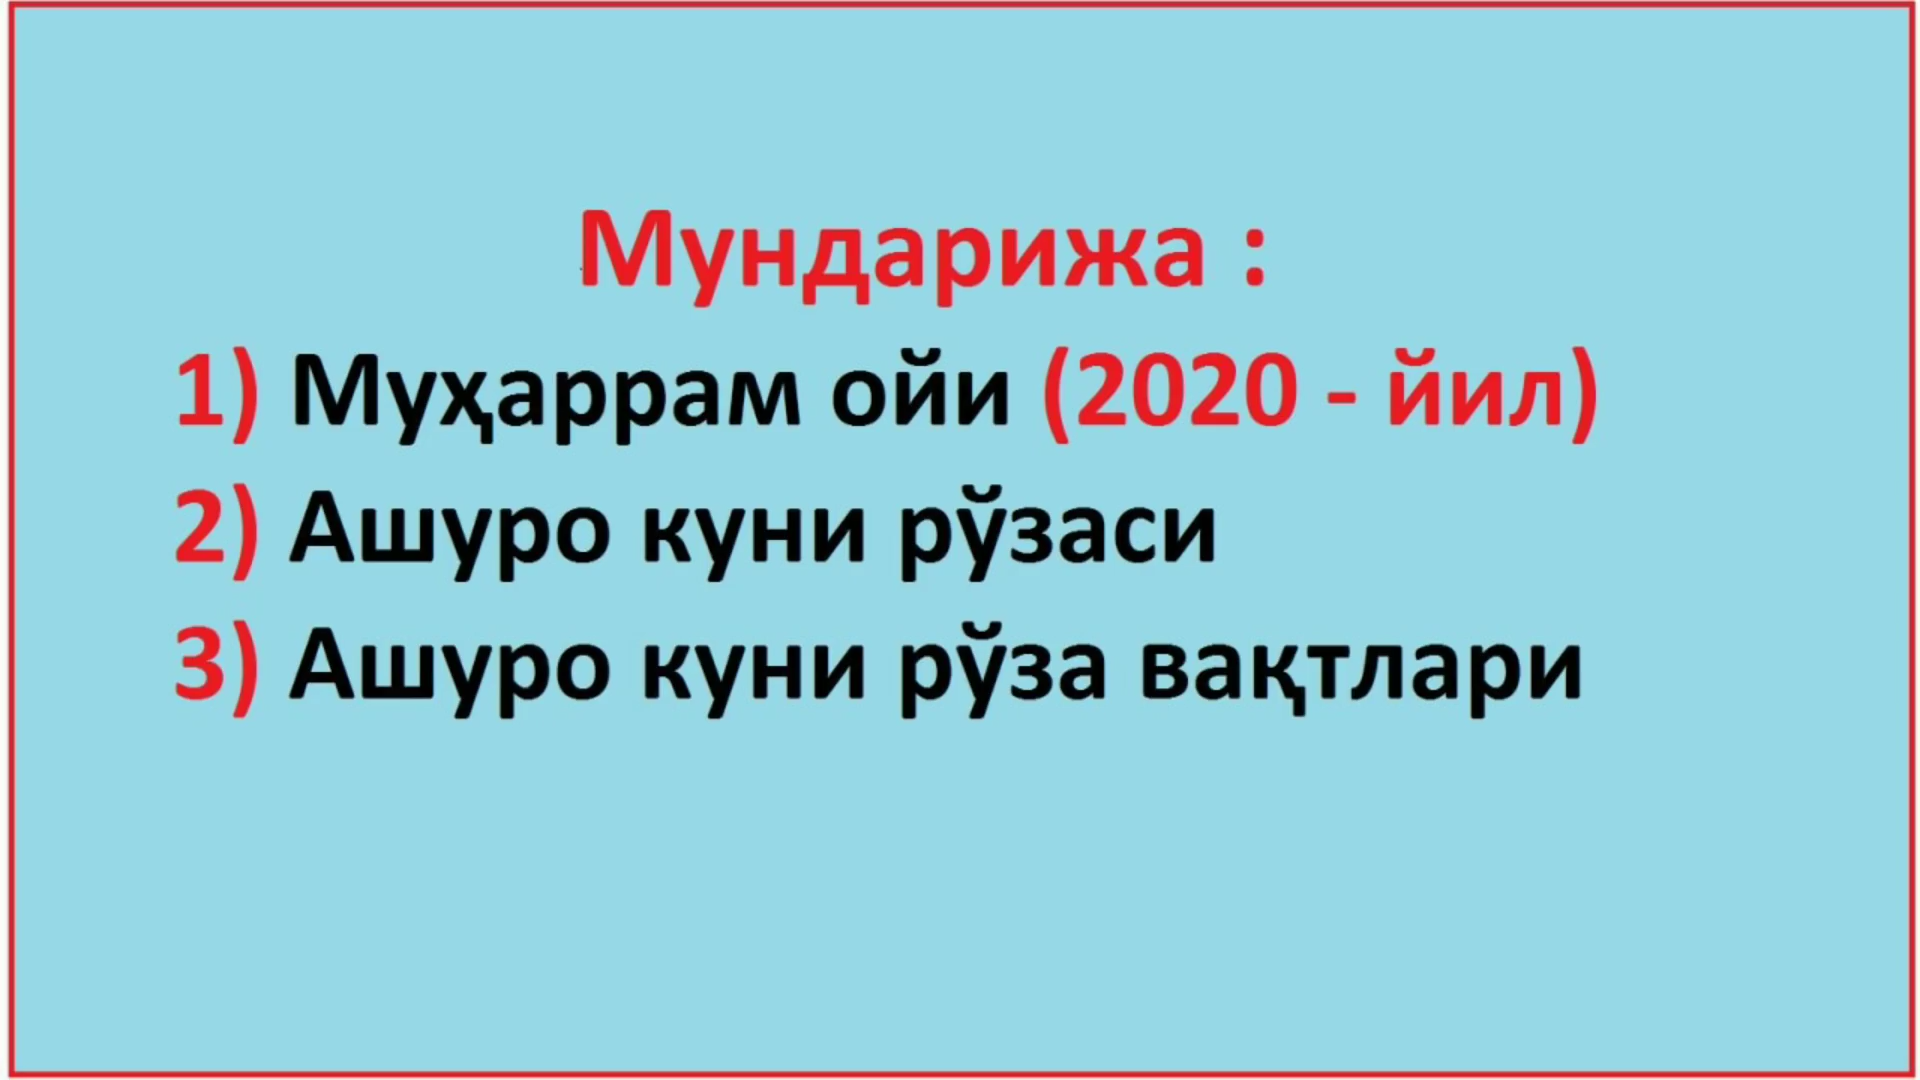 Мундарижа :
1) Муҳаррам ойи (2020 - йил)
2) Ашуро куни рўзаси
3) Ашуро куни рўза вақтлари